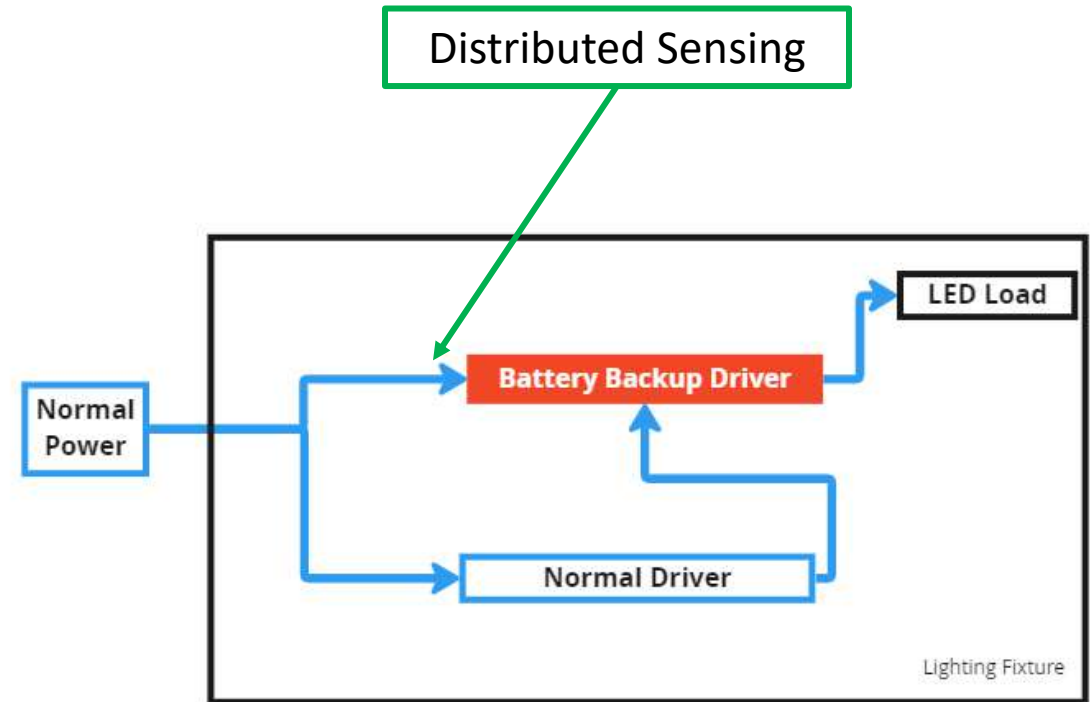 Distributed Sensing
LED Load
Battery Backup Driver
Normal
Power
Normal Driver
Lighting Fixture